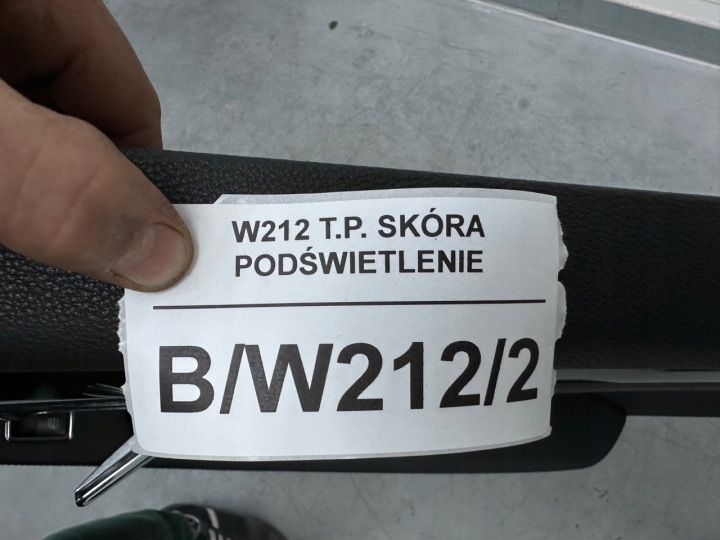 W212 T.P. SKÓRA
PODŚWIETLENIE
B/W212/2